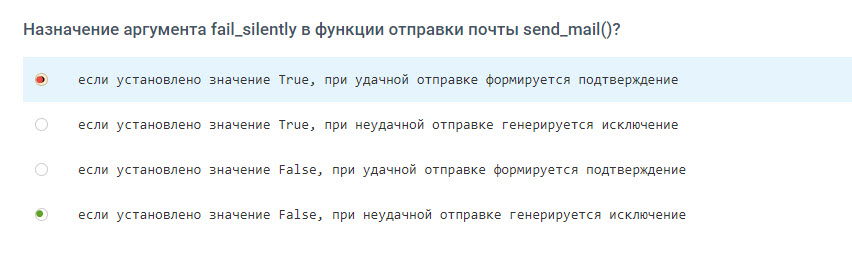 Назначение аргумента fail_silently в функции отправки почты send_mail()?
если установлено значение True, при удачной отправке формируется подтверждение
если установлено значение True, при неудачной отправке генерируется исключение
если установлено значение False, при удачной отправке формируется подтверждение
если установлено значение False, при неудачной отправке генерируется исключение